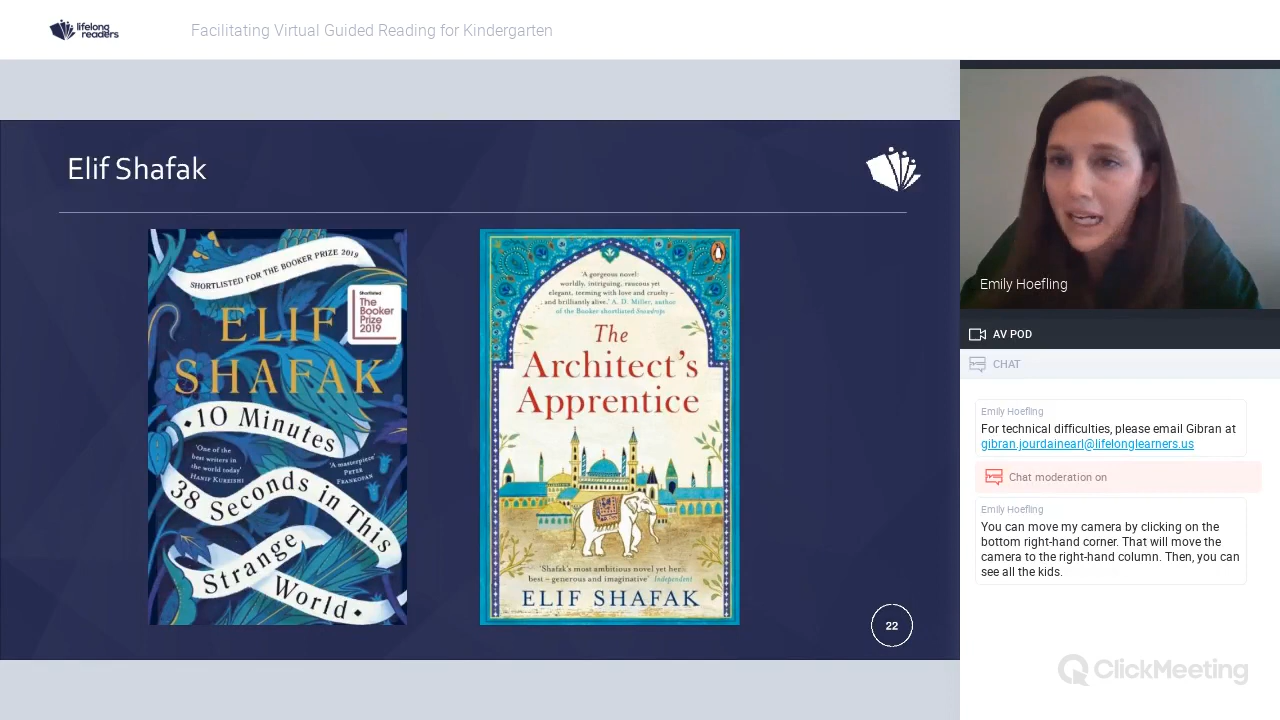 lifelong
readers
Facilitating Virtual Guided Reading for Kindergarten
Elif Shafak
SHORTLISTED FOR THE BOOKER PRIZE 2019
Shortlisted
The
Booker
Prize
2019
ELIF
SHAFAK
10 Minutes
'One of the
best writers in
the world today'
HANIF KUREISHI
'A masterpiece'
PETER
FRANKOPAN
38 Seconds in This
Strange
World
'A gorgeous novel:
worldly, intriguing, raucous yet
elegant, teeming with love and cruelty –
and brilliantly alive.' A. D. Miller, author
of the Booker-shortlisted Snowdrops
The
Architect's
Apprentice
'Shafak's most ambitious novel yet her
best – generous and imaginative' Independent
ELIF SHAFAK
22
Emily Hoefling
AV POD
CHAT
Emily Hoefling
For technical difficulties, please email Gibran at
gibran.jourdainearl@lifelonglearners.us
Chat moderation on
Emily Hoefling
You can move my camera by clicking on the
bottom right-hand corner. That will move the
camera to the right-hand column. Then, you can
see all the kids.
ClickMeeting